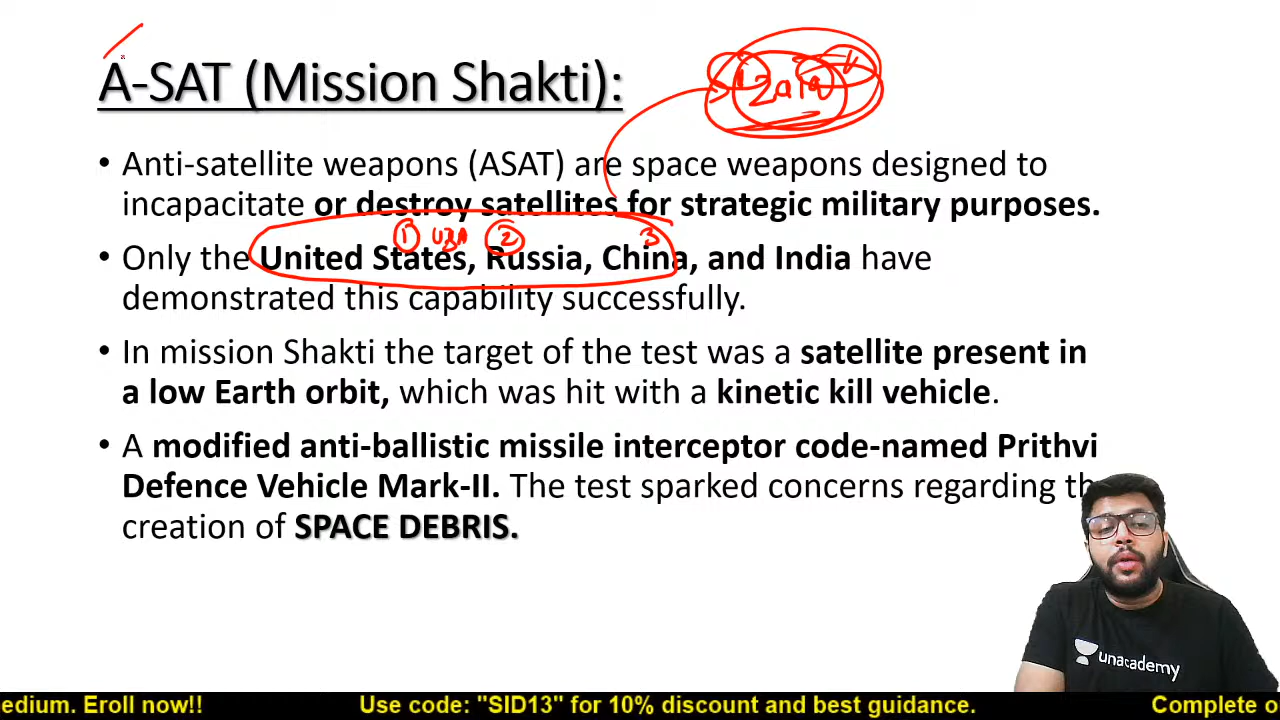 A-SAT (Mission Shakti):
• Anti-satellite weapons (ASAT) are space weapons designed to
incapacitate or destroy satellites for strategic military purposes.
1 USA 2 3
• Only the United States, Russia, China, and India have
demonstrated this capability successfully.
• In mission Shakti the target of the test was a satellite present in
a low Earth orbit, which was hit with a kinetic kill vehicle.
• A modified anti-ballistic missile interceptor code-named Prithvi
Defence Vehicle Mark-II. The test sparked concerns regarding th
creation of SPACE DEBRIS.
unacademy
edium. Eroll now!! Use code: "SID13" for 10% discount and best guidance. Complete o